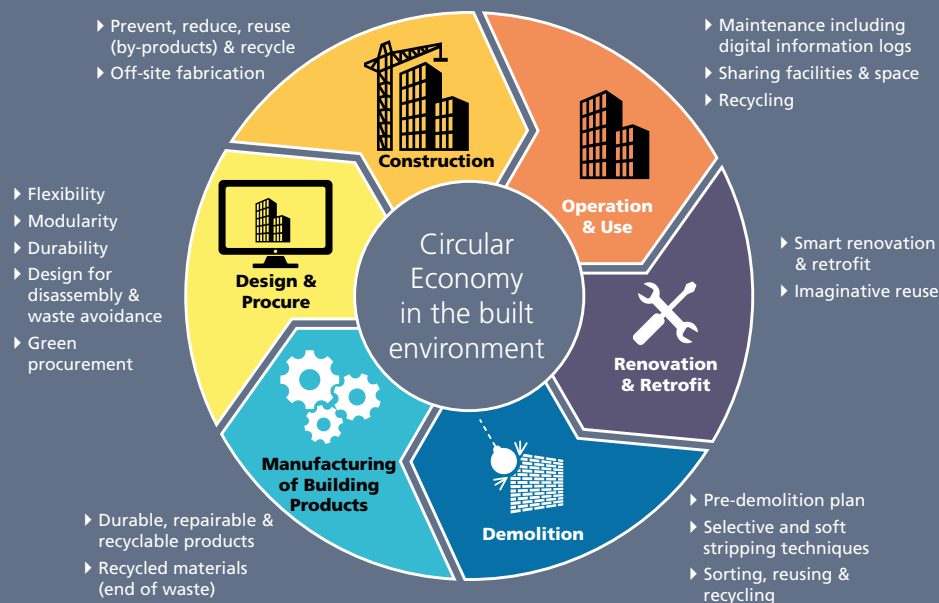 ▸ Prevent, reduce, reuse
(by-products) & recycle
▸ Off-site fabrication
Construction
▸ Maintenance including
digital information logs
▸ Sharing facilities & space
▸ Recycling
Operation
& Use
▸ Smart renovation
& retrofit
▸ Imaginative reuse
Renovation
& Retrofit
▸ Pre-demolition plan
▸ Selective and soft
stripping techniques
▸ Sorting, reusing &
recycling
Demolition
▸ Durable, repairable &
recyclable products
▸ Recycled materials
(end of waste)
Manufacturing
of Building
Products
▸ Flexibility
▸ Modularity
▸ Durability
▸ Design for
disassembly &
waste avoidance
▸ Green
procurement
Design &
Procure
Circular
Economy
in the built
environment